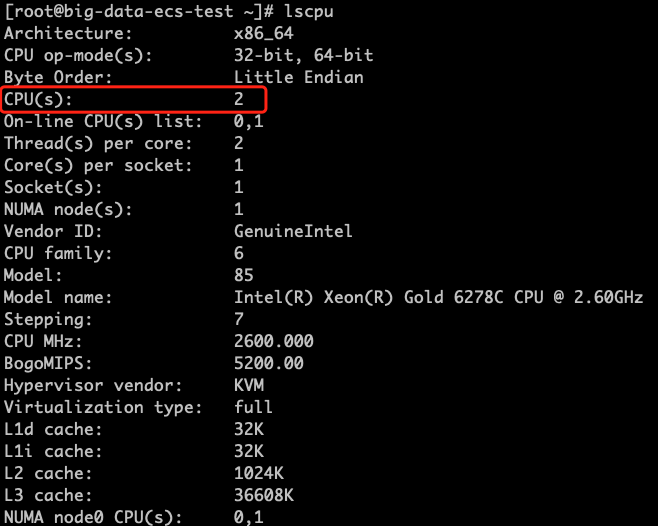 [root@big-data-ecs-test ~]# lscpu
Architecture:          x86_64
CPU op-mode(s):        32-bit, 64-bit
Byte Order:            Little Endian
CPU(s):                2
On-line CPU(s) list:   0,1
Thread(s) per core:    2
Core(s) per socket:    1
Socket(s):             1
NUMA node(s):          1
Vendor ID:             GenuineIntel
CPU family:            6
Model:                 85
Model name:            Intel(R) Xeon(R) Gold 6278C CPU @ 2.60GHz
Stepping:              7
CPU MHz:               2600.000
BogoMIPS:              5200.00
Hypervisor vendor:     KVM
Virtualization type:   full
L1d cache:             32K
L1i cache:             32K
L2 cache:              1024K
L3 cache:              36608K
NUMA node0 CPU(s):     0,1